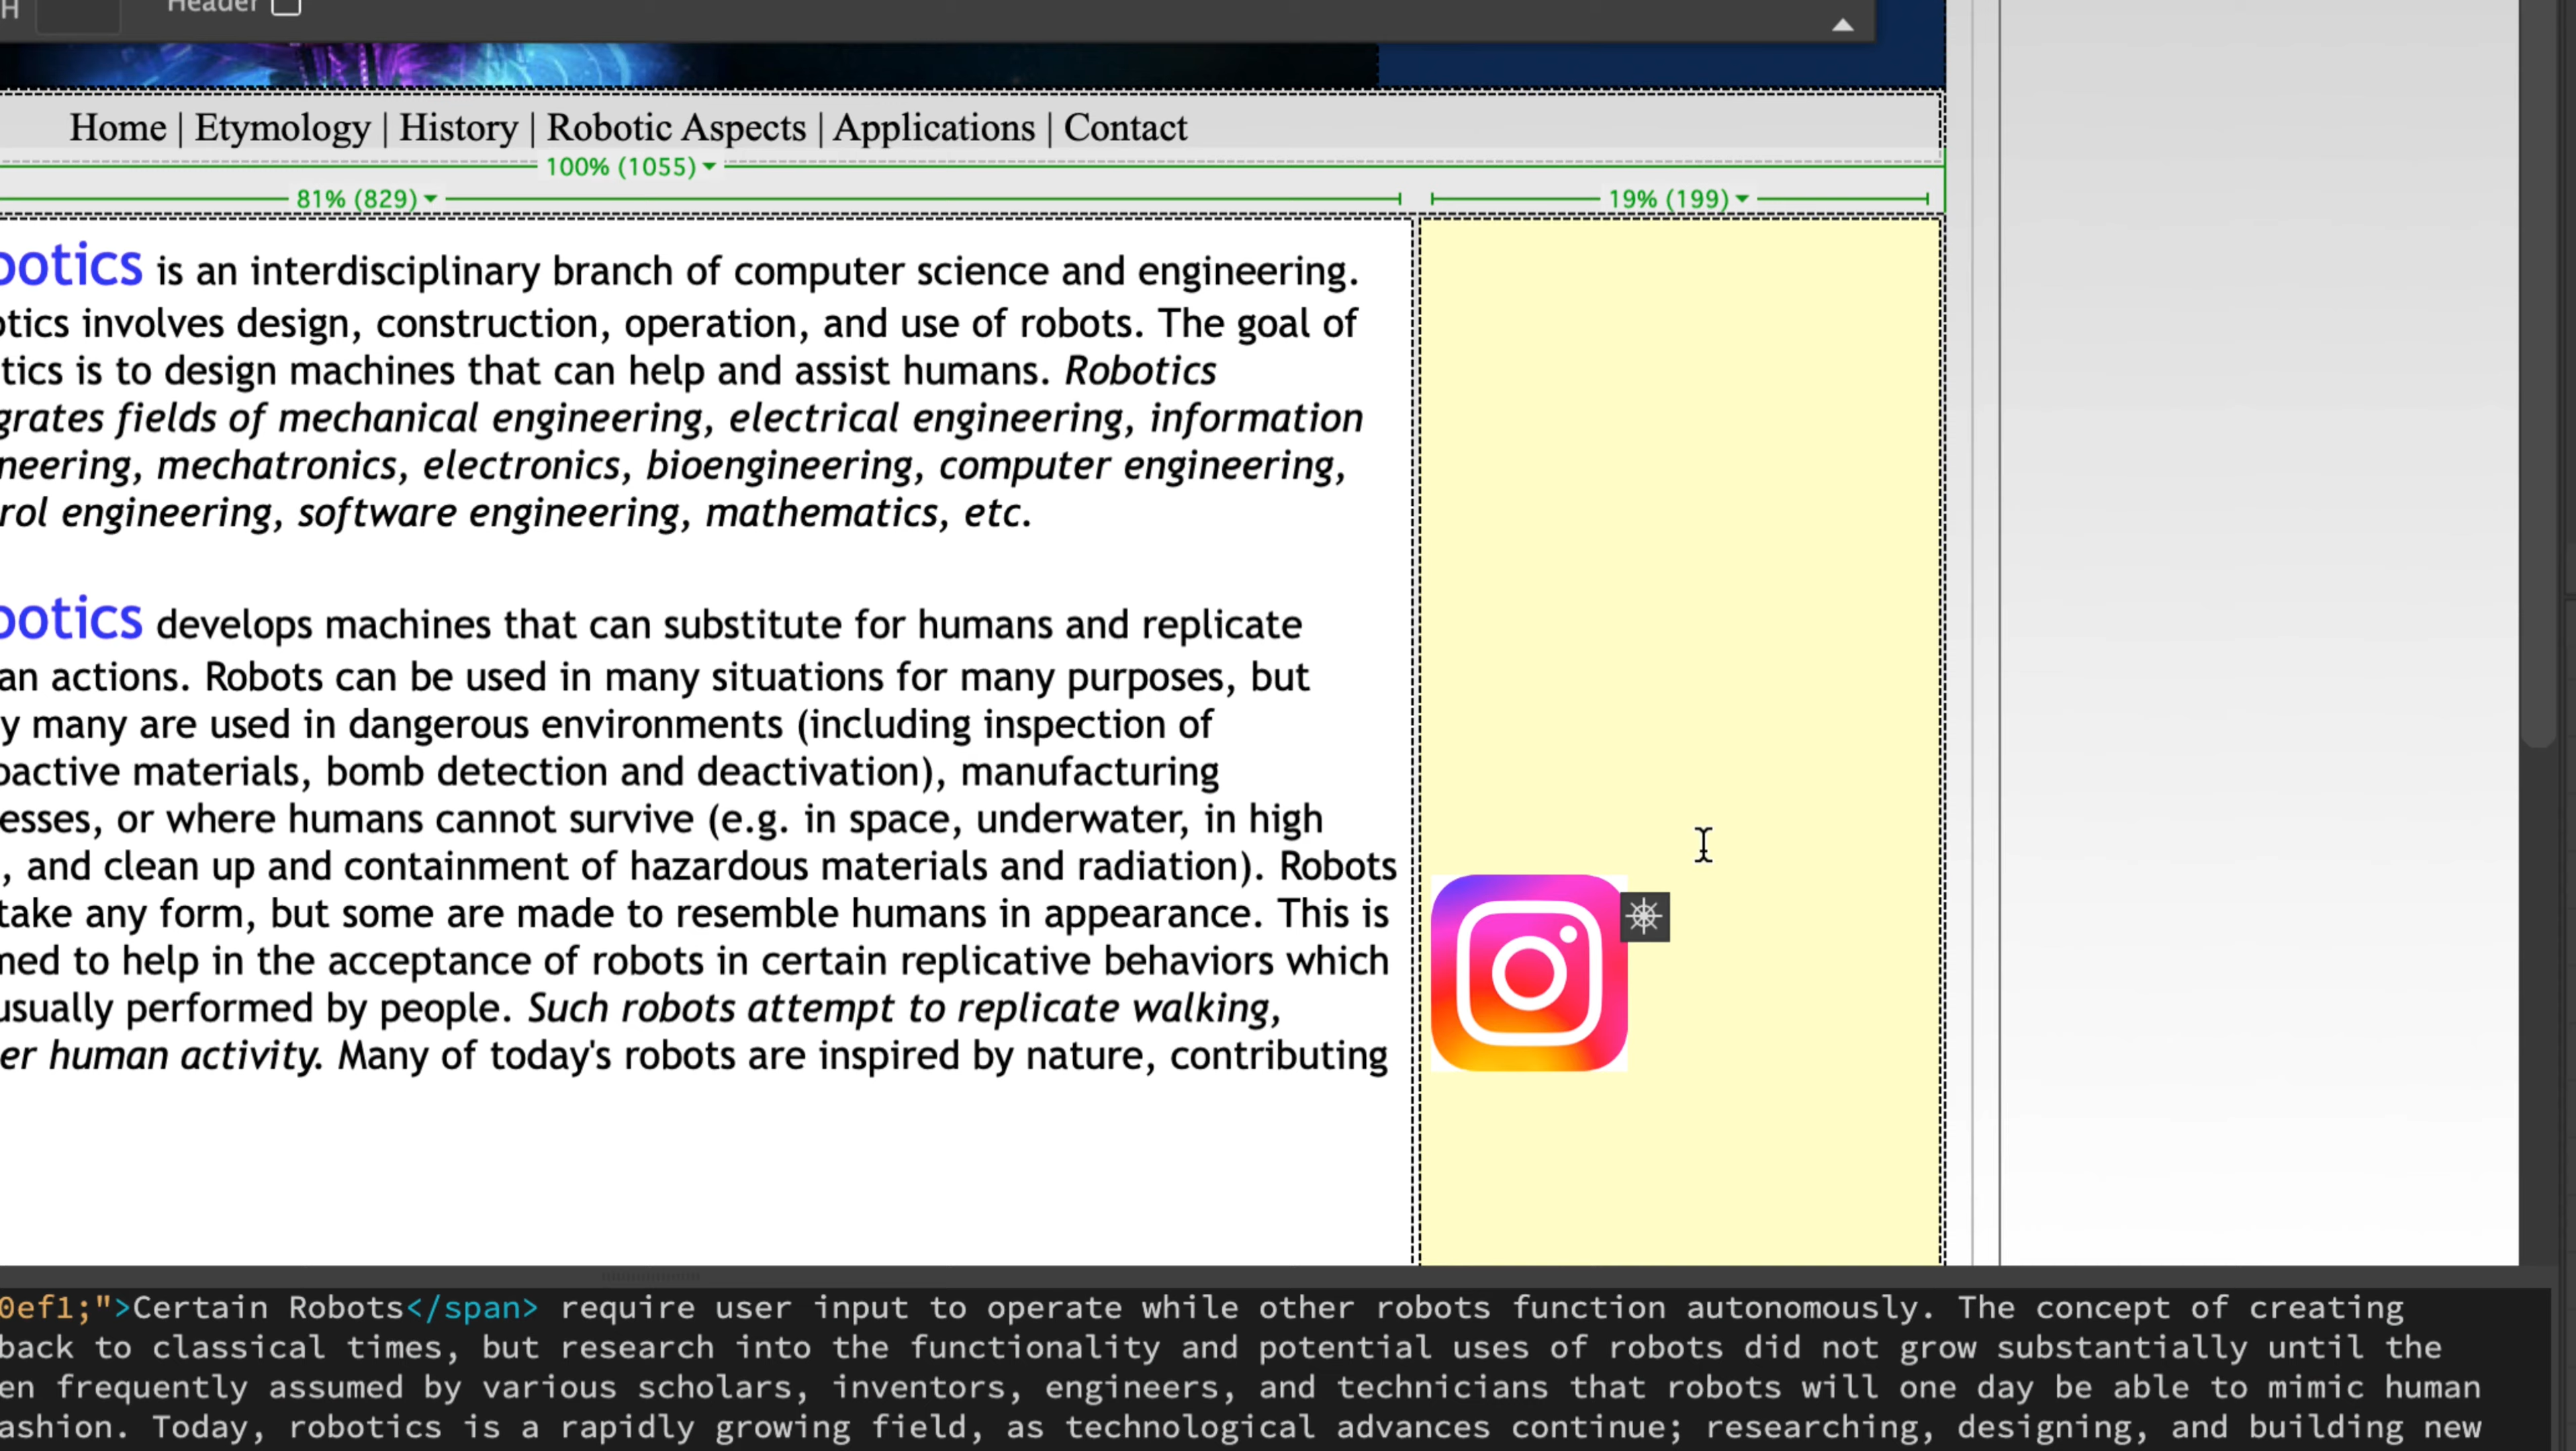 H Header
Home | Etymology | History | Robotic Aspects | Applications | Contact
100% (1055)
81% (829) 19% (199)
botics is an interdisciplinary branch of computer science and engineering.
otics involves design, construction, operation, and use of robots. The goal of
tics is to design machines that can help and assist humans. Robotics
grates fields of mechanical engineering, electrical engineering, information
neering, mechatronics, electronics, bioengineering, computer engineering,
rol engineering, software engineering, mathematics, etc.
botics develops machines that can substitute for humans and replicate
an actions. Robots can be used in many situations for many purposes, but
y many are used in dangerous environments (including inspection of
oactive materials, bomb detection and deactivation), manufacturing
esses, or where humans cannot survive (e.g. in space, underwater, in high
, and clean up and containment of hazardous materials and radiation). Robots
take any form, but some are made to resemble humans in appearance. This is
med to help in the acceptance of robots in certain replicative behaviors which
usually performed by people. Such robots attempt to replicate walking,
er human activity. Many of today's robots are inspired by nature, contributing
0ef1;">Certain Robots</span> require user input to operate while other robots function autonomously. The concept of creating
back to classical times, but research into the functionality and potential uses of robots did not grow substantially until the
en frequently assumed by various scholars, inventors, engineers, and technicians that robots will one day be able to mimic human
ashion. Today, robotics is a rapidly growing field, as technological advances continue; researching, designing, and building new